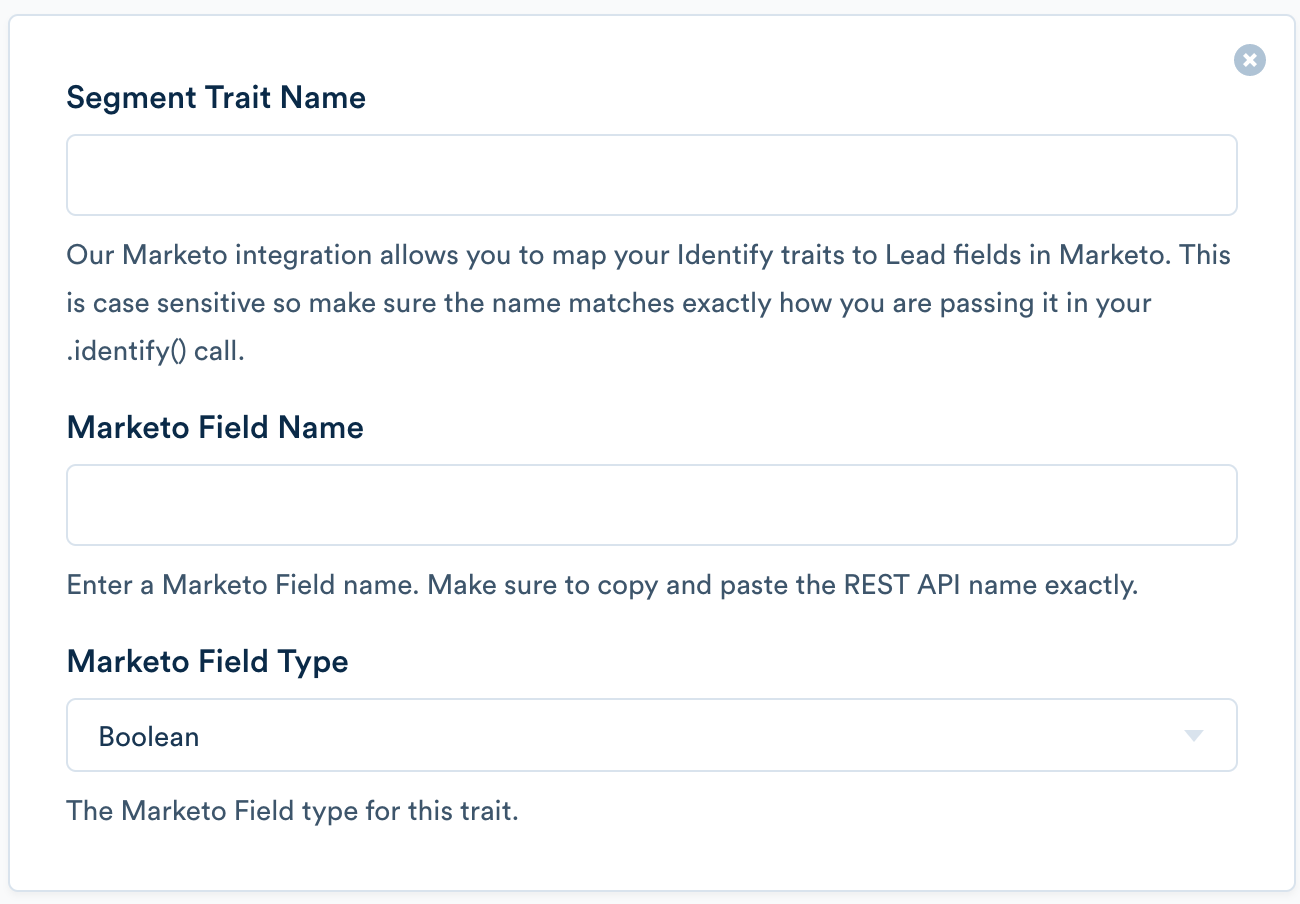 Segment Trait Name
Our Marketo integration allows you to map your Identify traits to Lead fields in Marketo. This
is case sensitive so make sure the name matches exactly how you are passing it in your
.identify() call.
Marketo Field Name
Enter a Marketo Field name. Make sure to copy and paste the REST API name exactly.
Marketo Field Type
Boolean
The Marketo Field type for this trait.